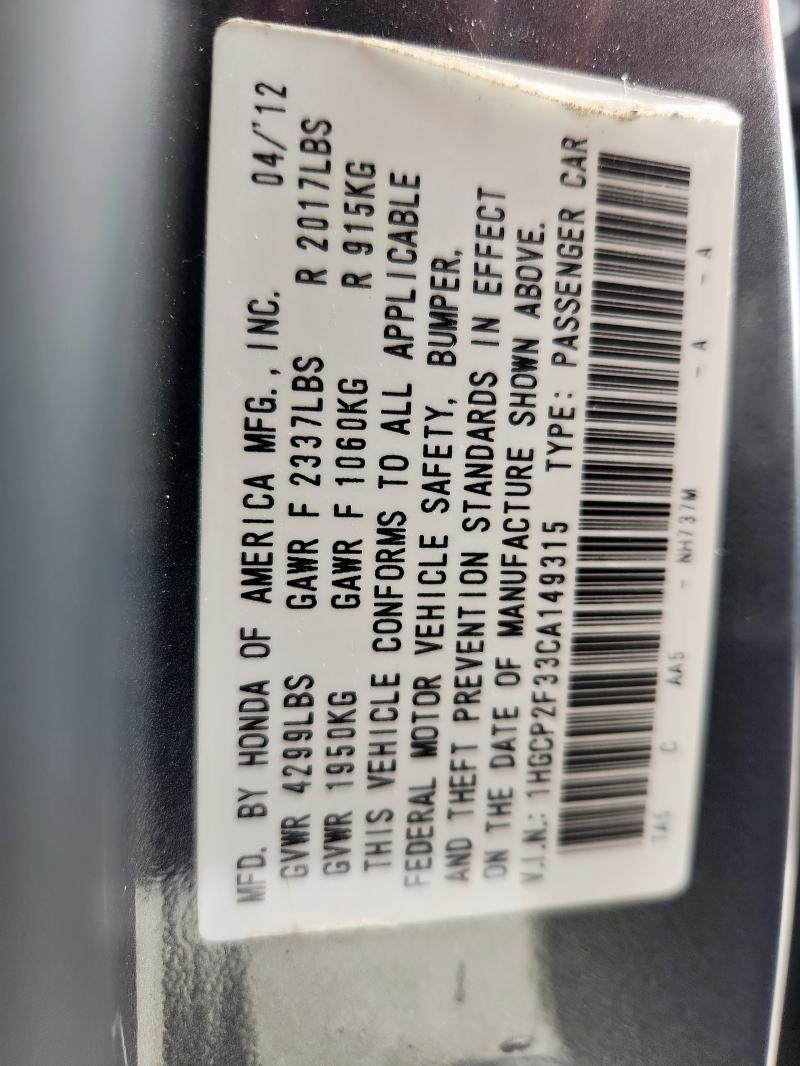 MFD. BY HONDA OF AMERICA MFG., INC. 04/'12
GVWR 4299LBS GAWR F 2337LBS R 2017LBS
GVWR 1950KG GAWR F 1060KG R 915KG
THIS VEHICLE CONFORMS TO ALL APPLICABLE
FEDERAL MOTOR VEHICLE SAFETY, BUMPER,
AND THEFT PREVENTION STANDARDS IN EFFECT
ON THE DATE OF MANUFACTURE SHOWN ABOVE.
V.I.N.: 1HGCP2F33CA149315 TYPE: PASSENGER CAR
TA5 C AA5 - NH737M - A - A